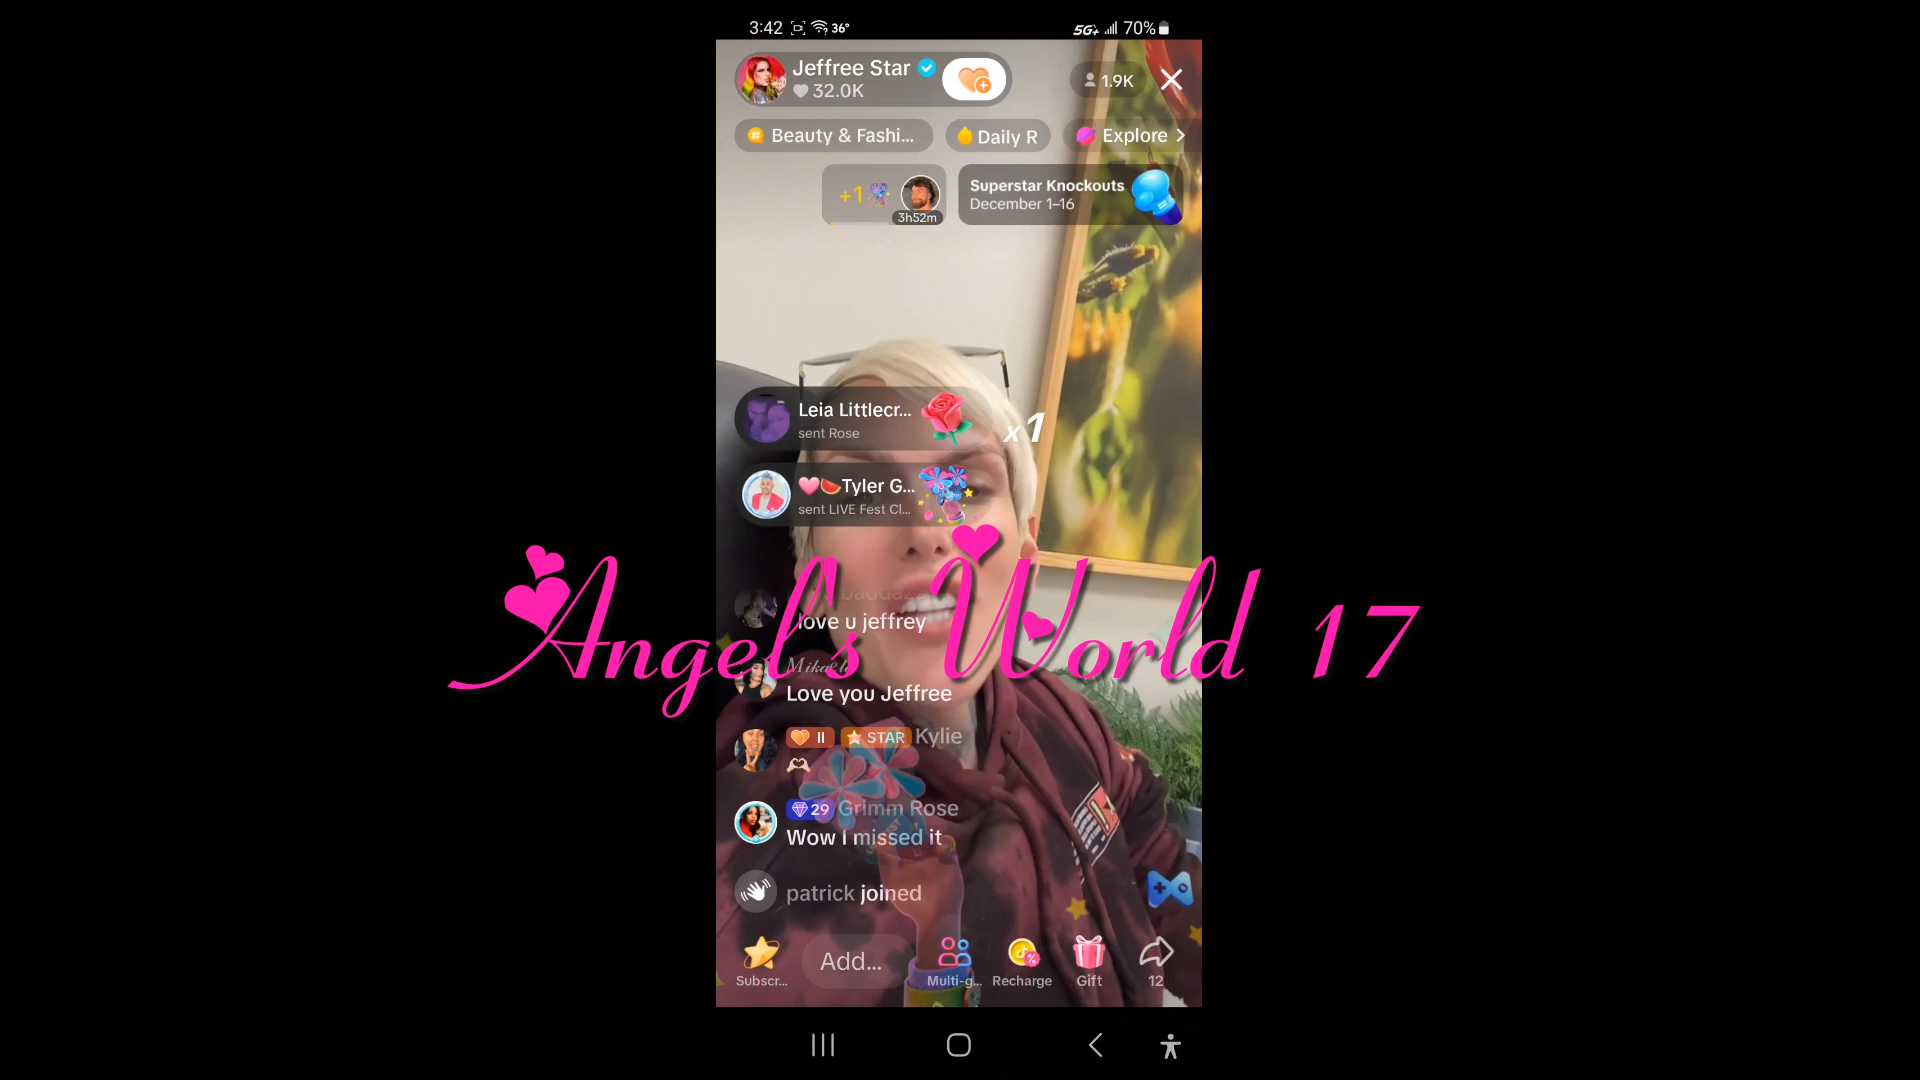 3:42
36°
5G+
70%
Jeffree Star
32.0K
1.9K
Beauty & Fashi...
Daily R
Explore
+1
3h52m
Superstar Knockouts
December 1–16
Leia Littlecr...
sent Rose
x1
Tyler G...
sent LIVE Fest Cl...
love u jeffrey
Angel's World 17
Mikaela
Love you Jeffree
II
STAR
Kylie
29
Grimm Rose
Wow I missed it
patrick joined
Subscr...
Add...
Multi-g...
Recharge
Gift
12